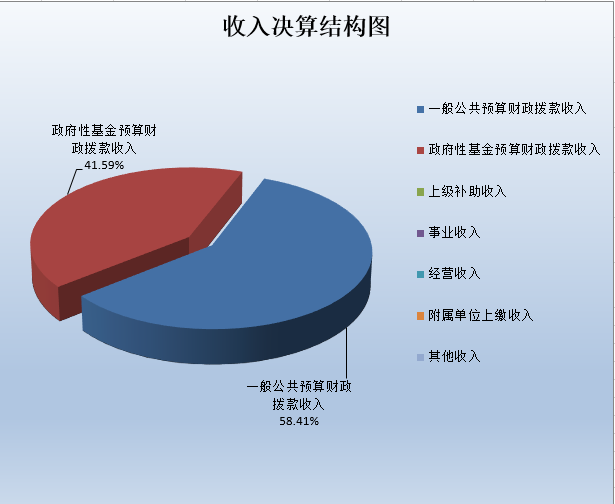 收入决算结构图
政府性基金预算财
政拨款收入
41.59%
一般公共预算财政
拨款收入
58.41%
一般公共预算财政拨款收入
政府性基金预算财政拨款收入
上级补助收入
事业收入
经营收入
附属单位上缴收入
其他收入